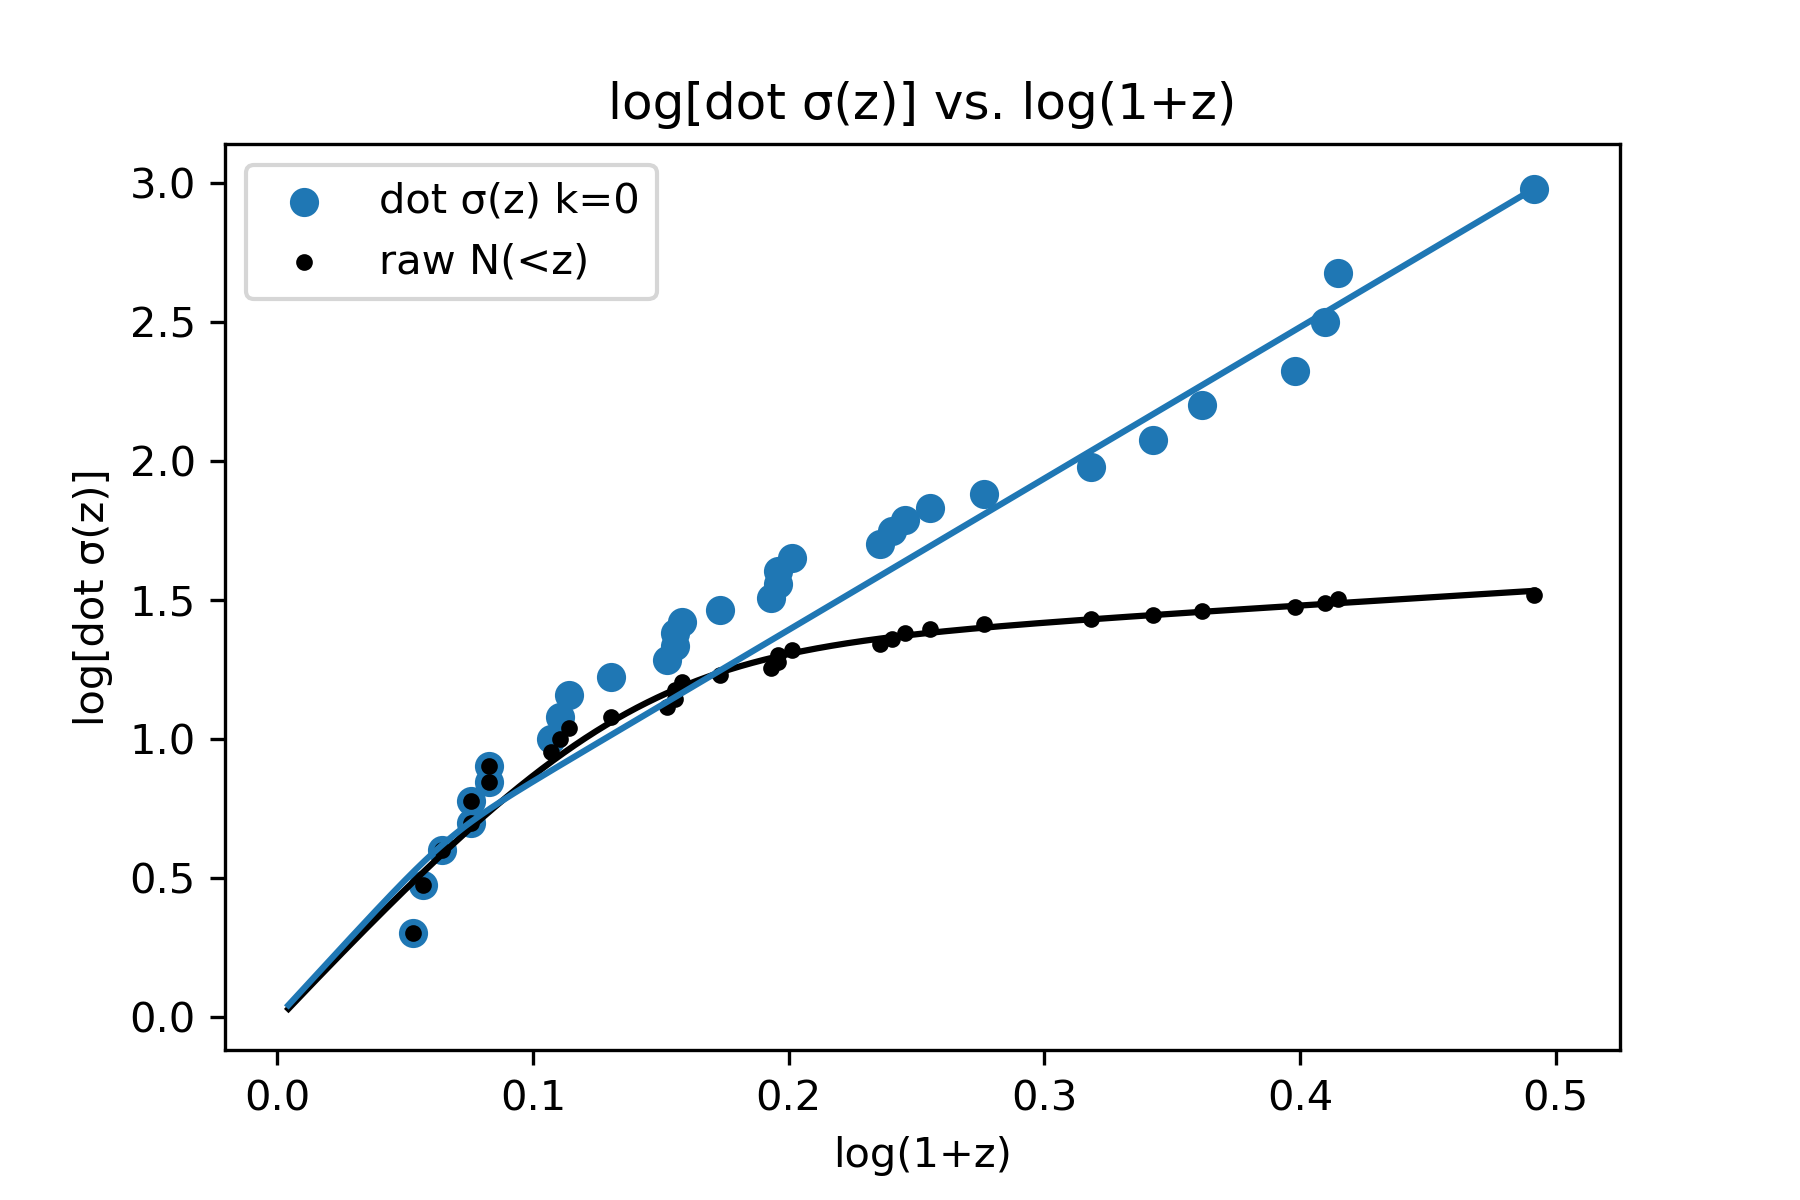 log[dot σ(z)] vs. log(1+z)
dot σ(z) k=0
raw N(<z)
3.0
2.5
2.0
1.5
1.0
0.5
0.0
log[dot σ(z)]
0.0 0.1 0.2 0.3 0.4 0.5
log(1+z)